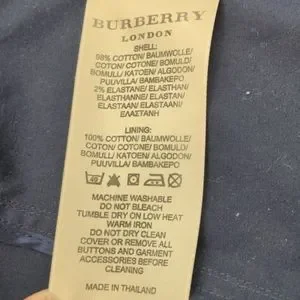 BURBERRY
LONDON
SHELL:
98% COTTON/ BAUMWOLLE/
COTON/ COTONE/ BOMULD/
BOMULL/ KATOEN/ ALGODON/
PUUVILLA/ BAMBAKEPO
2% ELASTANE/ ELASTHAN/
ELASTHANNE/ ELASTAN/
ELASTAAN/ ELASTAANI/
ΕΛΑΣΤΑΝΗ
LINING:
100% COTTON/ BAUMWOLLE/
COTON/ COTONE/ BOMULD/
BOMULL/ KATOEN/ ALGODON/
PUUVILLA/ BAMBAKEPO
40
MACHINE WASHABLE
DO NOT BLEACH
TUMBLE DRY ON LOW HEAT
WARM IRON
DO NOT DRY CLEAN
COVER OR REMOVE ALL
BUTTONS AND GARMENT
ACCESSORIES BEFORE
CLEANING
MADE IN THAILAND